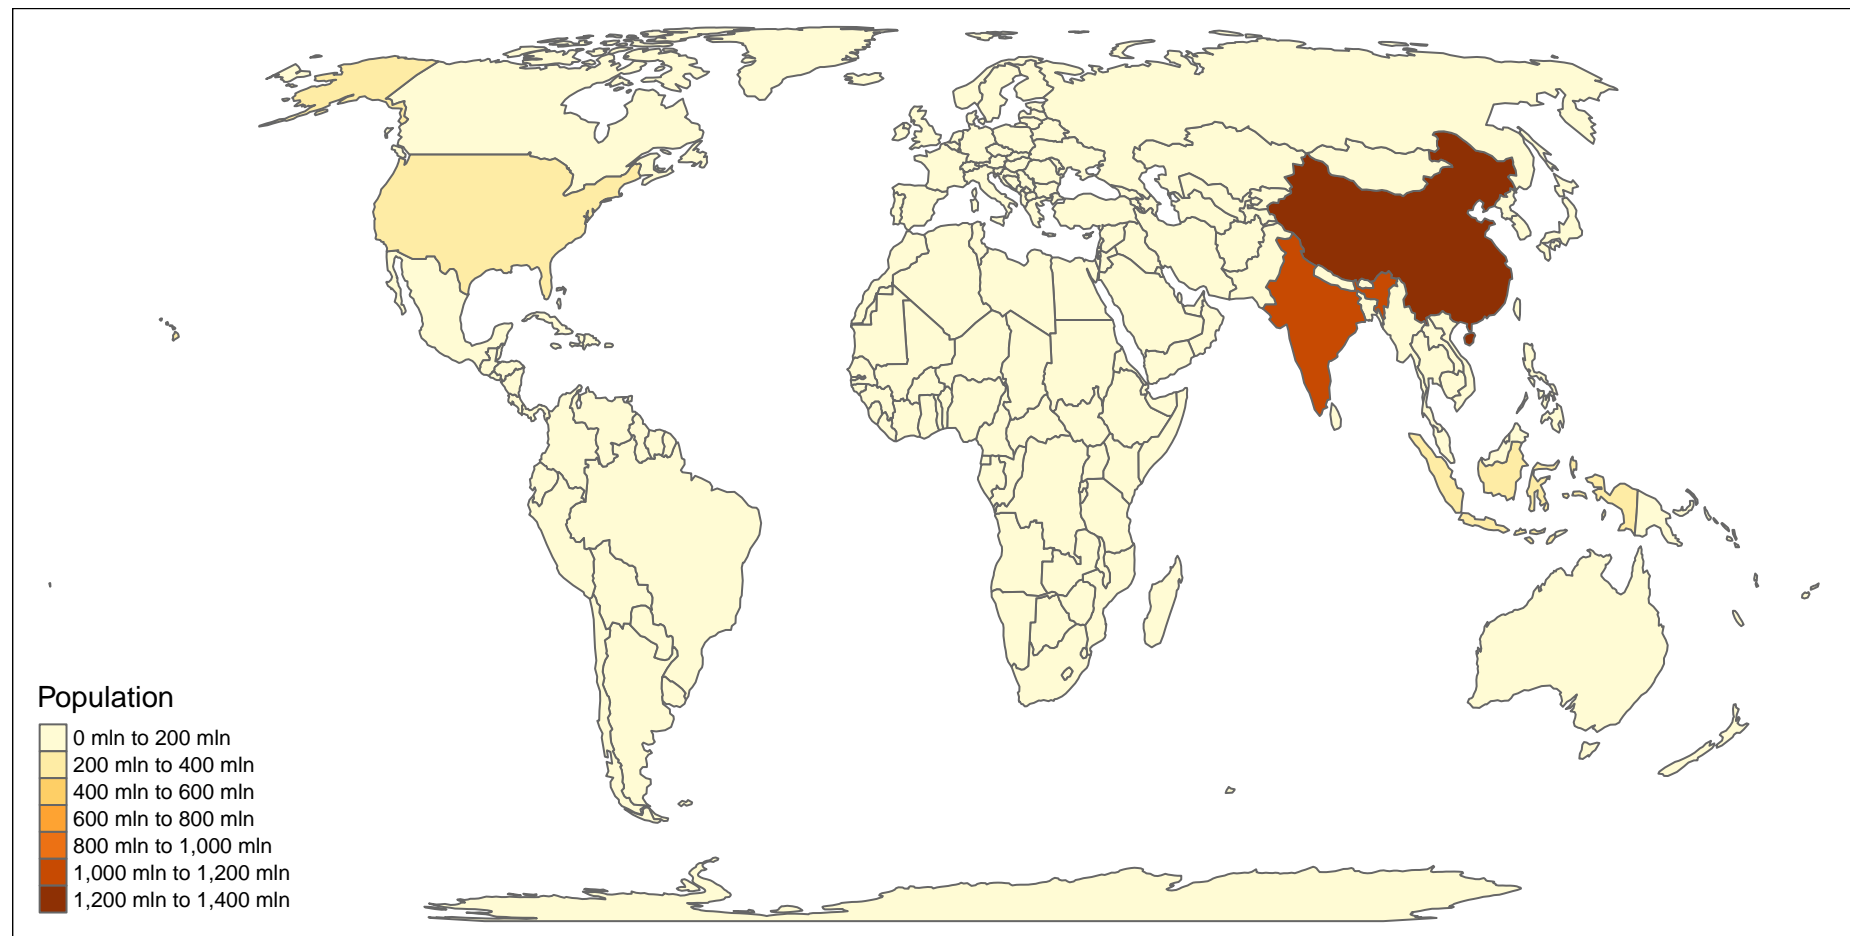 Population
0 mln to 200 mln
200 mln to 400 mln
400 mln to 600 mln
600 mln to 800 mln
800 mln to 1,000 mln
1,000 mln to 1,200 mln
1,200 mln to 1,400 mln